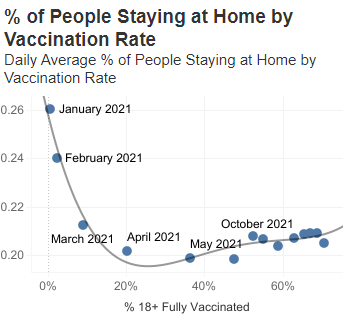 % of People Staying at Home by
Vaccination Rate
Daily Average % of People Staying at Home by
Vaccination Rate
0.26
January 2021
0.24
February 2021
0.22
March 2021
April 2021
October 2021
May 2021
0.20
0%
20%
40%
60%
% 18+ Fully Vaccinated